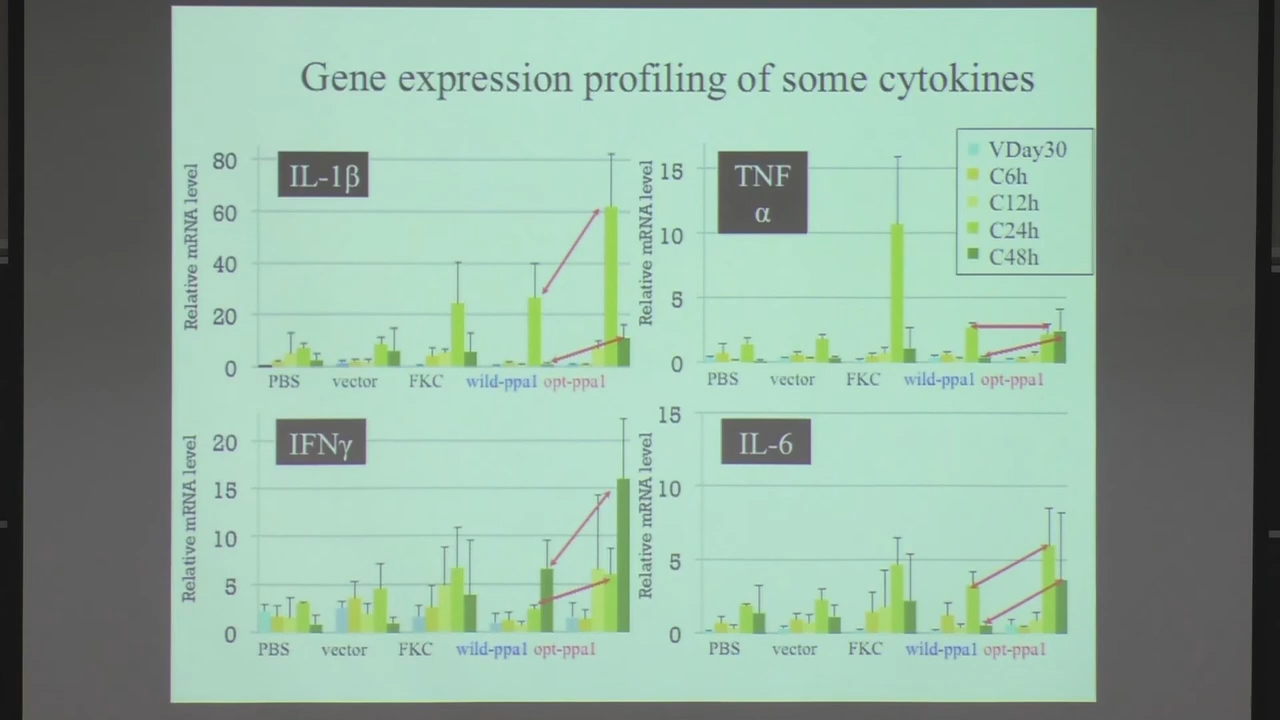 Gene expression profiling of some cytokines
IL-1β
Relative mRNA level
80
60
40
20
0
PBS vector FKC wild-ppa1 opt-ppa1
TNF
α
Relative mRNA level
15
10
5
0
PBS vector FKC wild-ppa1 opt-ppa1
VDay30
C6h
C12h
C24h
C48h
IFNγ
Relative mRNA level
20
15
10
5
0
PBS vector FKC wild-ppa1 opt-ppa1
IL-6
Relative mRNA level
15
10
5
0
PBS vector FKC wild-ppa1 opt-ppa1